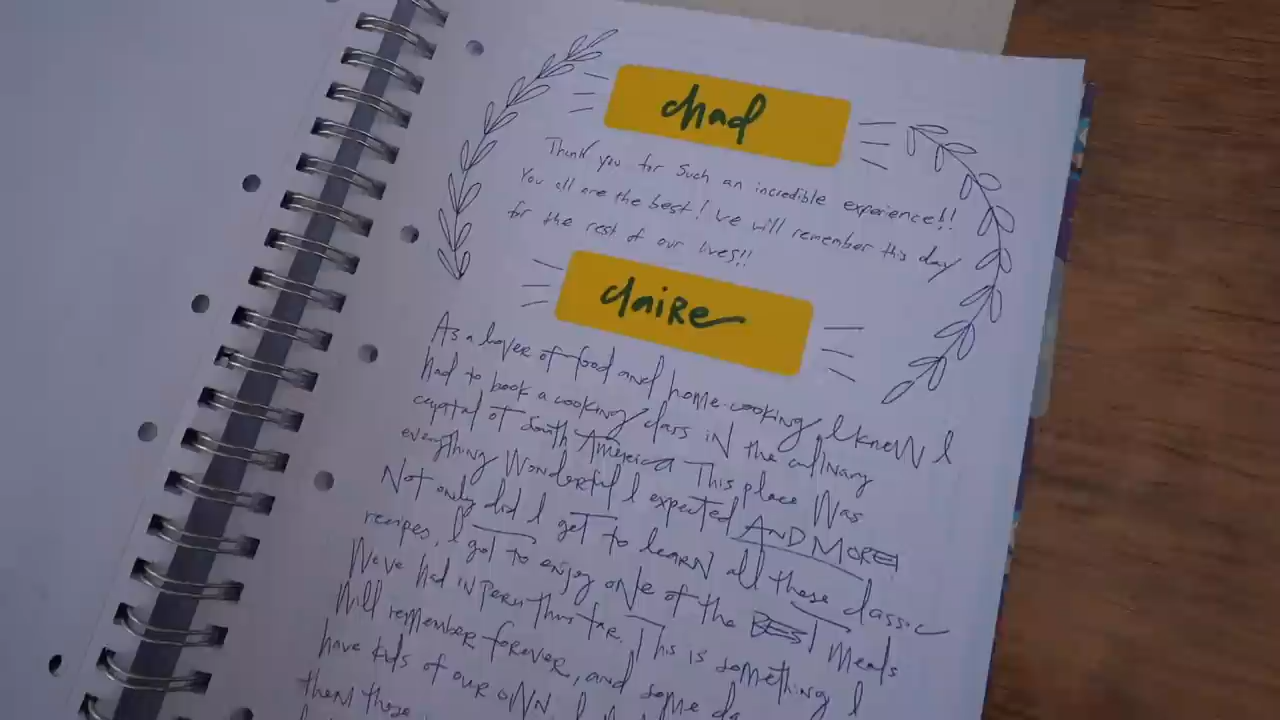 chad
Thank you for such an incredible experience!!
You all are the best! We will remember this day
for the rest of our lives!!
claire
As a lover of food and home-cooking, I knew I
had to book a cooking class in the culinary
capital of South America. This place was
everything wonderful I expected AND MORE
Not only did I get to learn all these classic
recipes, I got to enjoy one of the BEST meals
We've had in Peru thus far. This is something I
will remember forever, and some da
have kids of our own, I
them these